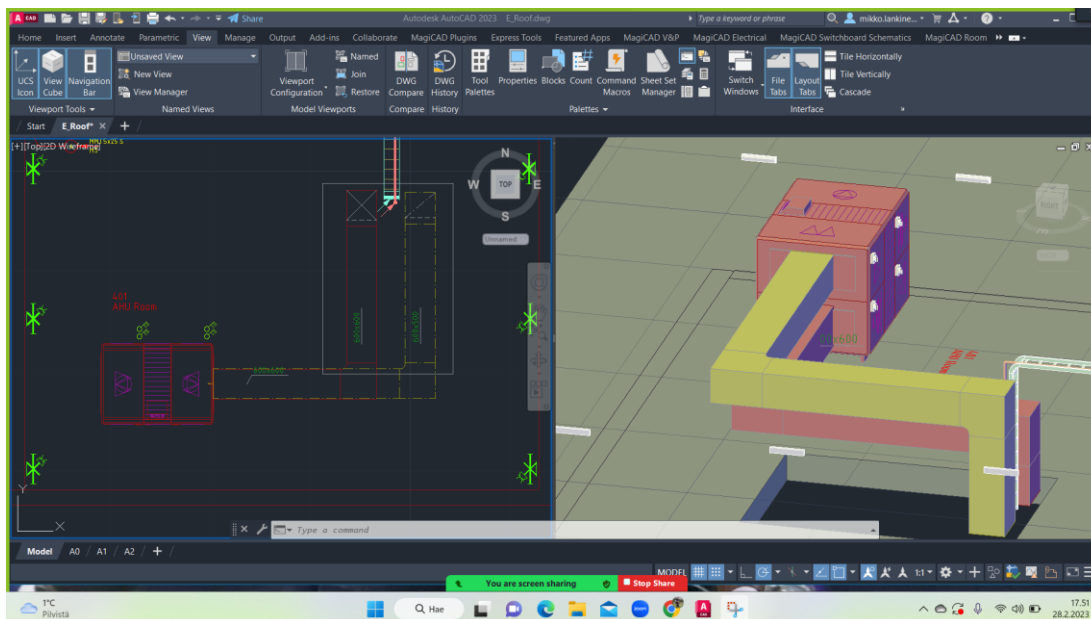 A CAD Share Autodesk AutoCAD 2023 E_Roof.dwg Type a keyword or phrase mikko.lankine...
Home Insert Annotate Parametric View Manage Output Add-ins Collaborate MagiCAD Plugins Express Tools Featured Apps MagiCAD V&P MagiCAD Electrical MagiCAD Switchboard Schematics MagiCAD Room
Unsaved View Named Tile Horizontally
New View Join Tile Vertically
View Manager Restore Cascade
UCS Icon View Cube Navigation Bar Viewport Configuration DWG Compare DWG History Tool Palettes Properties Blocks Count Command Macros Sheet Set Manager Switch Windows File Tabs Layout Tabs
Viewport Tools Named Views Model Viewports Compare History Palettes Interface
Start E_Roof* +
[+][Top][2D Wireframe]
MMJ 5x25 S
N
W TOP E
S
Unnamed
RIGHT
401
AHU Room
600x600
600x600
Type a command
Model A0 A1 A2 +
MODEL 1:1
You are screen sharing Stop Share
1°C
Pilvistä
Q Hae
17.51
28.2.2023